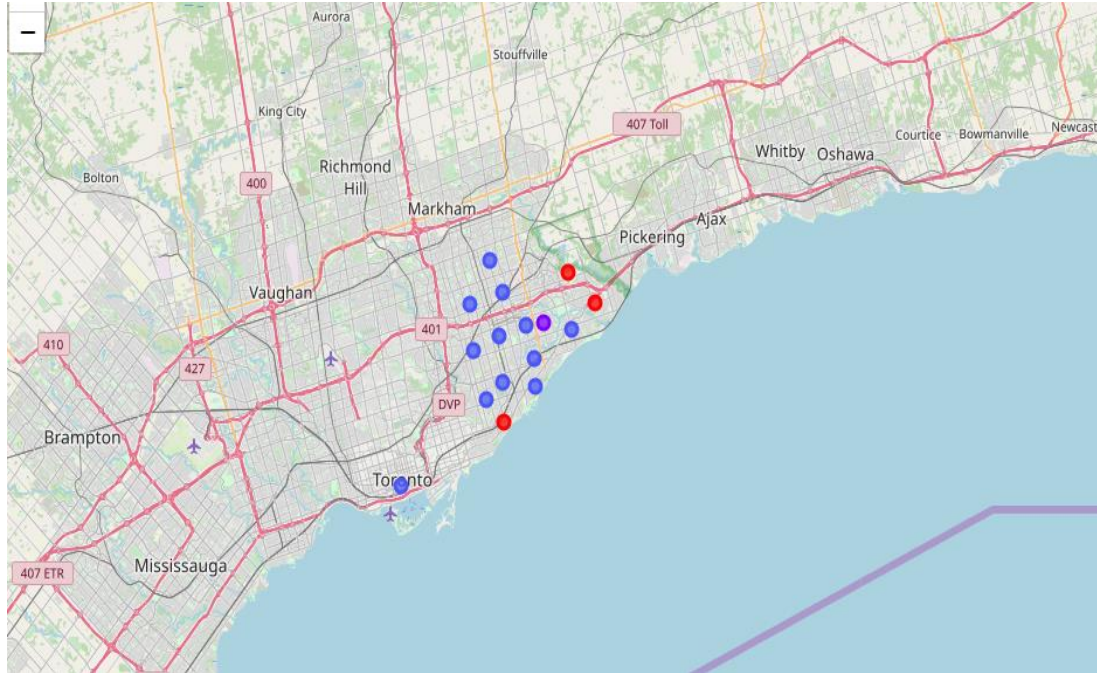 Aurora
−
Stouffville
King City
407 Toll
Courtice
Bowmanville
Newcast
Whitby
Oshawa
Bolton
400
Richmond
Hill
Markham
Ajax
Pickering
Vaughan
401
410
427
DVP
Brampton
Toronto
Mississauga
407 ETR